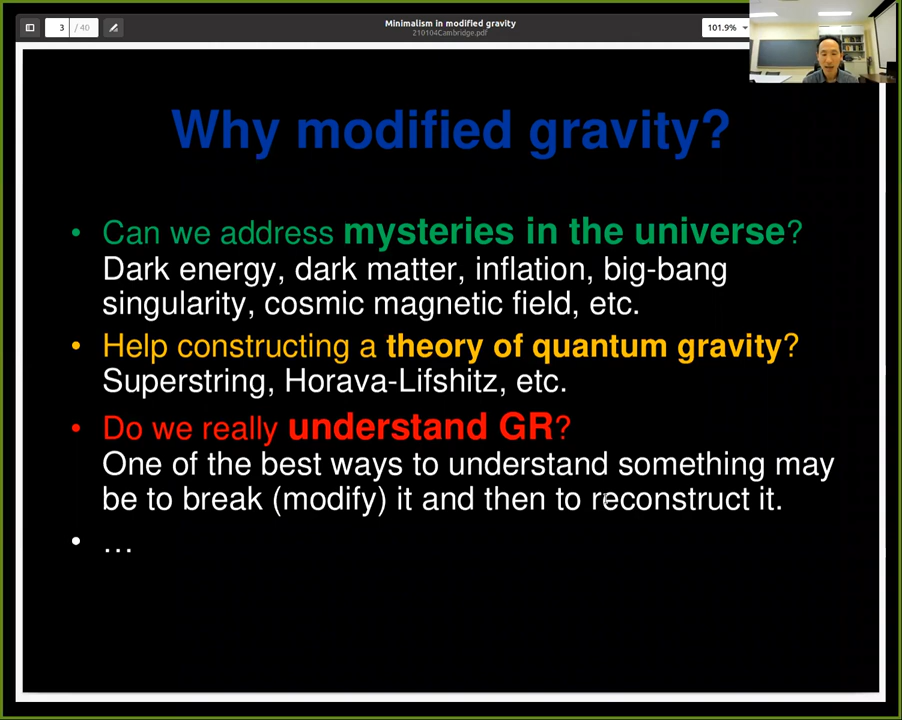 3 / 40
Minimalism in modified gravity
210104Cambridge.pdf
101.9%
Why modified gravity?
• Can we address mysteries in the universe?
Dark energy, dark matter, inflation, big-bang
singularity, cosmic magnetic field, etc.
• Help constructing a theory of quantum gravity?
Superstring, Horava-Lifshitz, etc.
• Do we really understand GR?
One of the best ways to understand something may
be to break (modify) it and then to reconstruct it.
• …